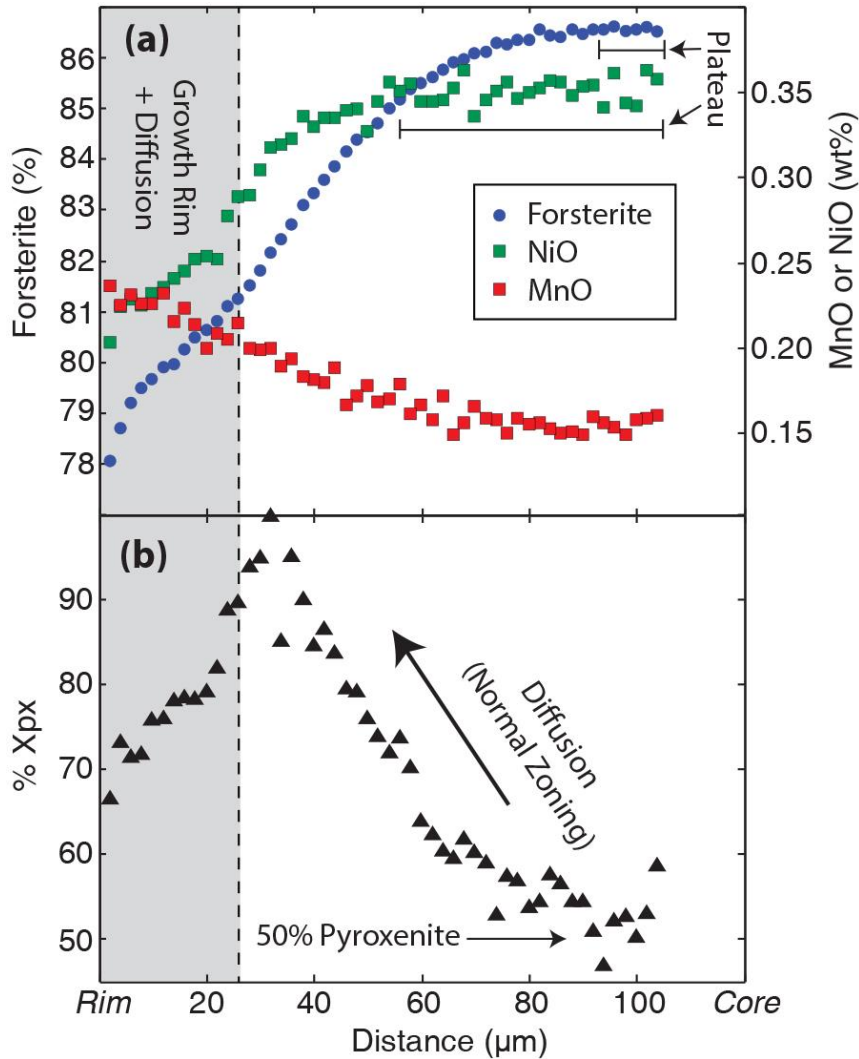 (a)
Growth Rim
+ Diffusion
Plateau
Forsterite
NiO
MnO
86
85
84
83
82
81
80
79
78
Forsterite (%)
0.35
0.30
0.25
0.20
0.15
MnO or NiO (wt%)
(b)
Diffusion
(Normal Zoning)
50% Pyroxenite
90
80
70
60
50
% Xpx
Rim
20
40
60
80
100
Core
Distance (μm)